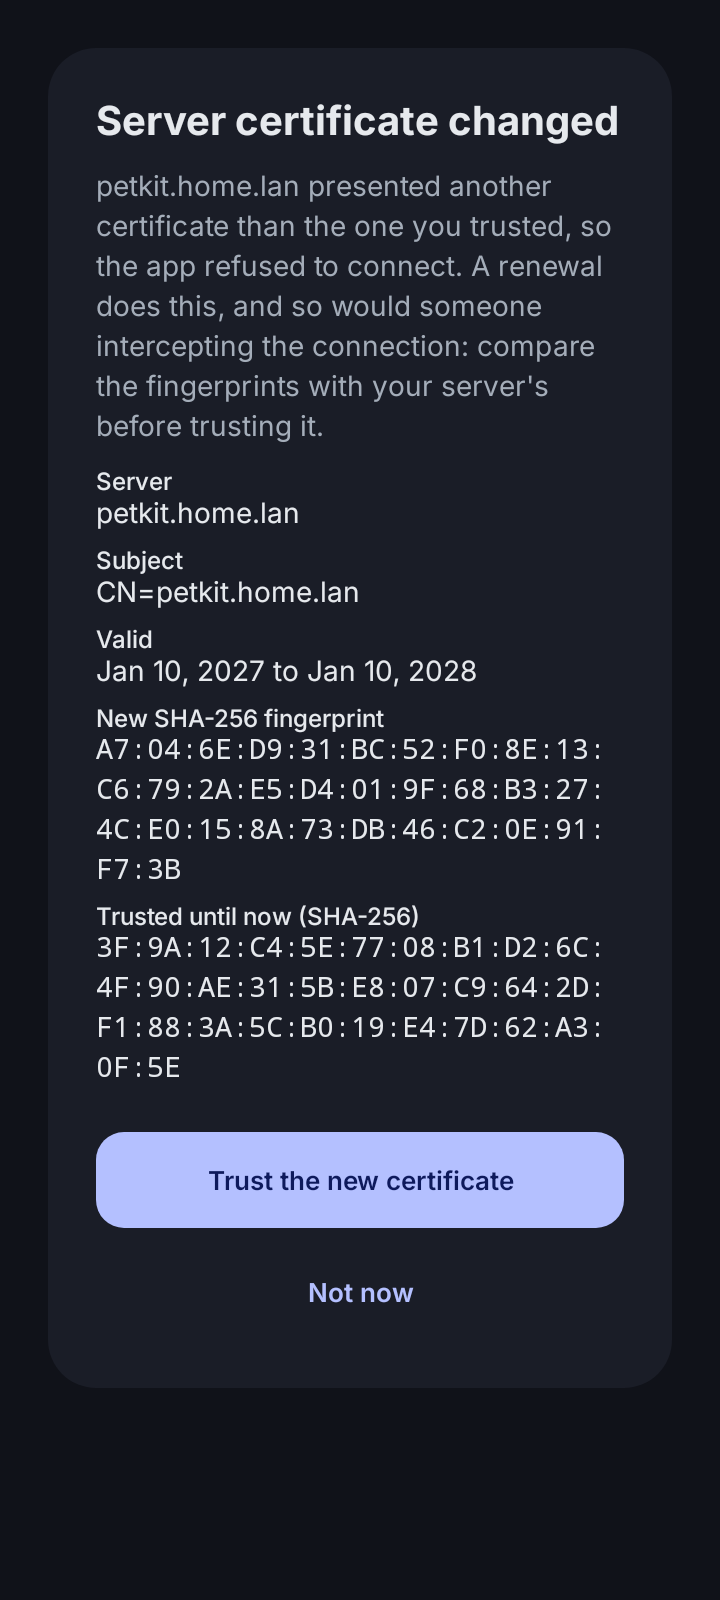 Server certificate changed
petkit.home.lan presented another
certificate than the one you trusted, so
the app refused to connect. A renewal
does this, and so would someone
intercepting the connection: compare
the fingerprints with your server's
before trusting it.
Server
petkit.home.lan
Subject
CN=petkit.home.lan
Valid
Jan 10, 2027 to Jan 10, 2028
New SHA-256 fingerprint
A7:04:6E:D9:31:BC:52:F0:8E:13:
C6:79:2A:E5:D4:01:9F:68:B3:27:
4C:E0:15:8A:73:DB:46:C2:0E:91:
F7:3B
Trusted until now (SHA-256)
3F:9A:12:C4:5E:77:08:B1:D2:6C:
4F:90:AE:31:5B:E8:07:C9:64:2D:
F1:88:3A:5C:B0:19:E4:7D:62:A3:
0F:5E
Trust the new certificate
Not now